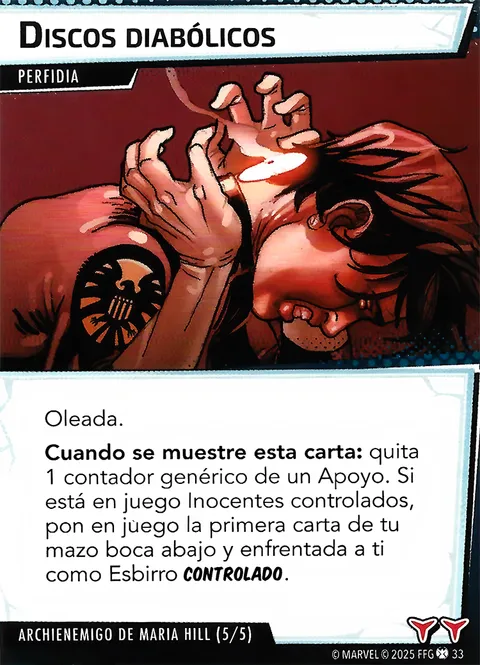 DISCOS DIABÓLICOS
PERFIDIA
Oleada.
Cuando se muestre esta carta: quita
1 contador genérico de un Apoyo. Si
está en juego Inocentes controlados,
pon en juego la primera carta de tu
mazo boca abajo y enfrentada a ti
como Esbirro CONTROLADO.
ARCHIENEMIGO DE MARIA HILL (5/5)
© MARVEL © 2025 FFG 33